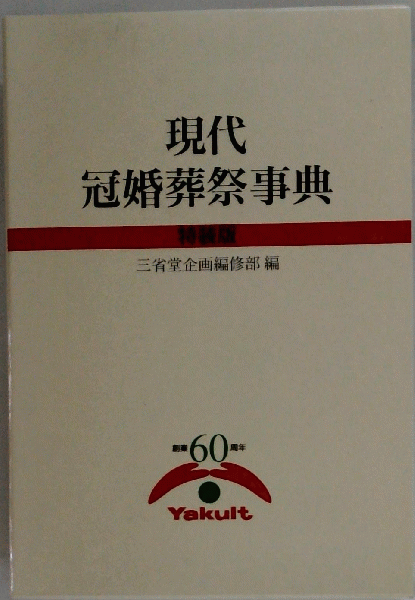 現代
冠婚葬祭事典
特装版
三省堂企画編修部 編
創業60周年
Yakult